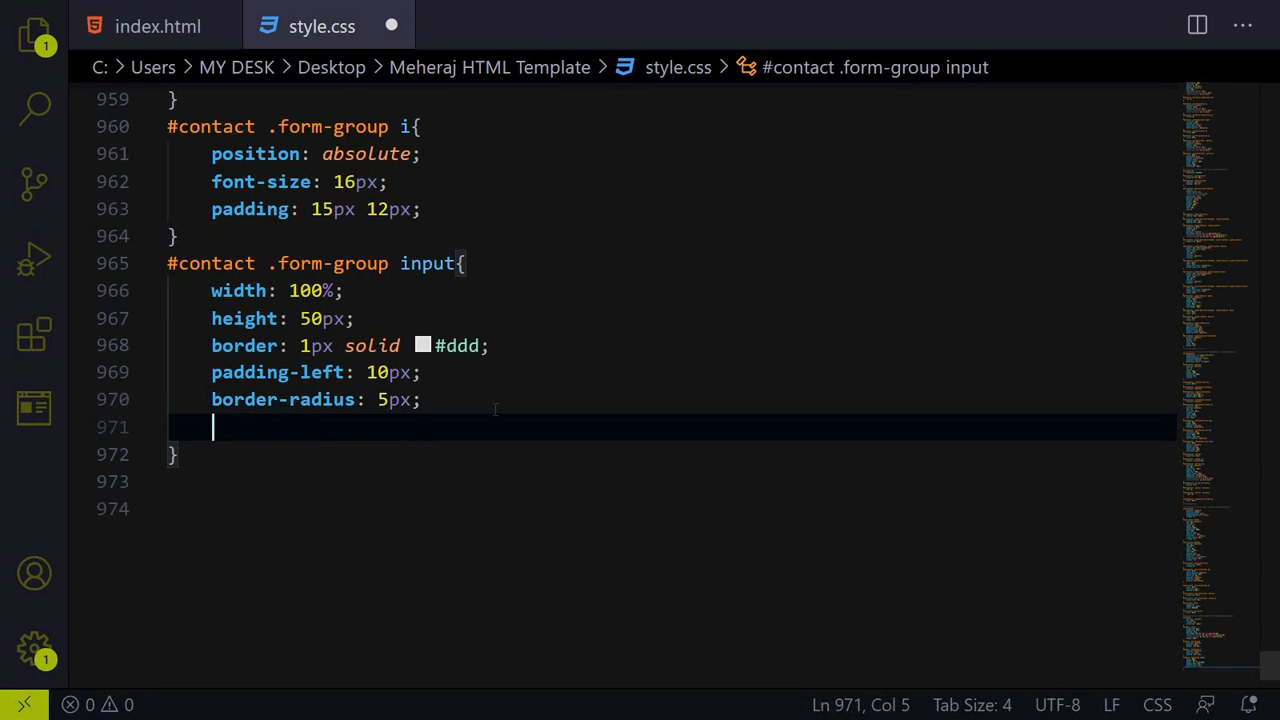 index.html
style.css
C: > Users > MY DESK > Desktop > Meheraj HTML Template > style.css > #contact .form-group input
959 }
960 #contact .form-group i{
961 position: absolute;
962 font-size: 16px;
963 padding: 15px 12px;
964 }
965 #contact .form-group input{
966 width: 100%;
967 height: 50px;
968 border: 1px solid #ddd;
969 padding-left: 10px;
970 border-radius: 5px;
971
972 }
973
974
1
1
0 0 Ln 971, Col 5 Tab Size: 4 UTF-8 LF CSS